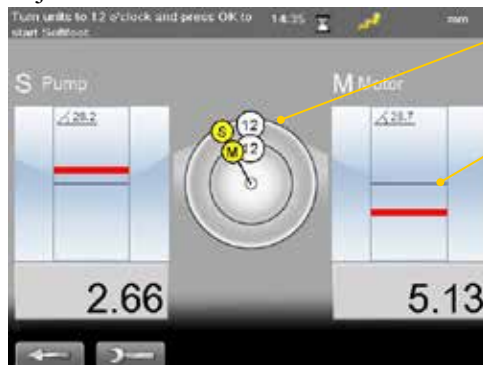 Turn units to 12 o'clock and press OK to
start Softfoot.
14:35
mm
S Pump
M Motor
28.2
28.7
S 12
M 12
2.66
5.13